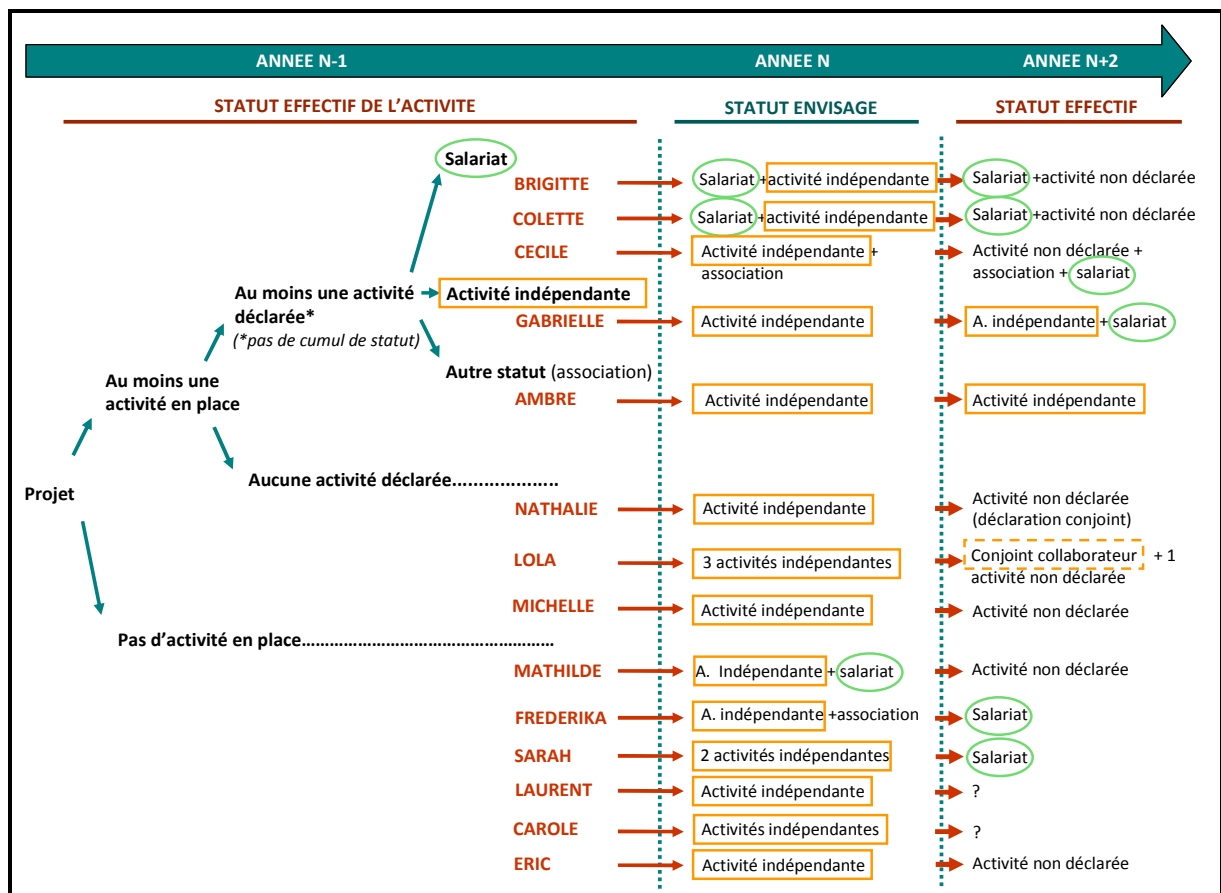 ANNEE N-1 ANNEE N ANNEE N+2
STATUT EFFECTIF DE L’ACTIVITE STATUT ENVISAGE STATUT EFFECTIF
Salariat
BRIGITTE Salariat +activité indépendante Salariat +activité non déclarée
COLETTE Salariat +activité indépendante Salariat +activité non déclarée
CECILE Activité indépendante + Activité non déclarée +
association association + salariat
Au moins une activité Activité indépendante
déclarée*
(*pas de cumul de statut)
GABRIELLE Activité indépendante A. indépendante + salariat
Autre statut (association)
Au moins une
activité en place
AMBRE Activité indépendante Activité indépendante
Aucune activité déclarée....................
Projet
NATHALIE Activité indépendante Activité non déclarée
(déclaration conjoint)
LOLA 3 activités indépendantes Conjoint collaborateur + 1
activité non déclarée
MICHELLE Activité indépendante Activité non déclarée
Pas d’activité en place...................................................
MATHILDE A. Indépendante + salariat Activité non déclarée
FREDERIKA A. indépendante +association Salariat
SARAH 2 activités indépendantes Salariat
LAURENT Activité indépendante ?
CAROLE Activités indépendantes ?
ERIC Activité indépendante Activité non déclarée